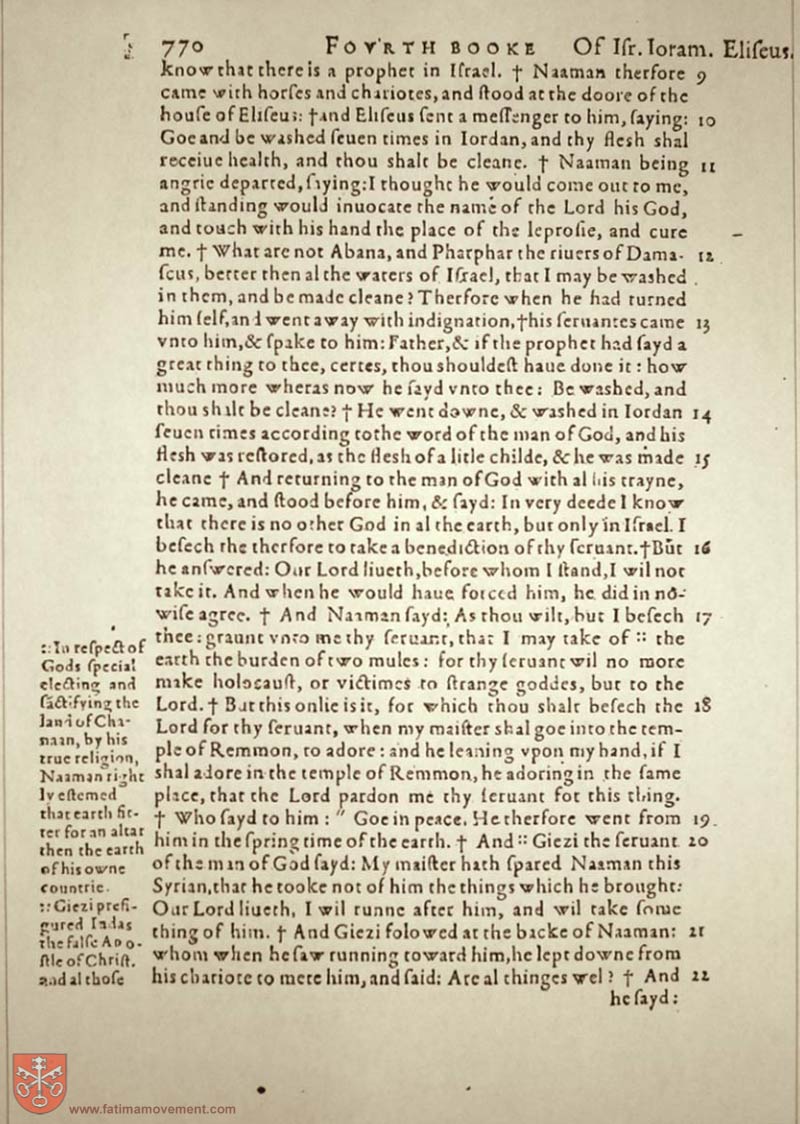 770 FOVRTH BOOKE Of Iſr. Ioram. Eliſeus.
know that there is a prophet in Iſrael. † Naaman therfore 9
came with horſes and chariotes, and ſtood at the doore of the
houſe of Eliſeus: †and Eliſeus ſent a meſſenger to him, ſaying: 10
Goe and be waſhed ſeuen times in Iordan, and thy fleſh shal
receiue health, and thou shalt be cleane. † Naaman being 11
angrie departed, ſaying: I thought he would come out to me,
and ſtanding would inuocate the name of the Lord his God,
and touch with his hand the place of the leproſie, and cure
me. † What are not Abana, and Pharphar the riuers of Dama- 12
ſcus, better then al the waters of Iſrael, that I may be washed
in them, and be made cleane? Therfore when he had turned
him ſelf, and went away with indignation, †his ſeruantes came 13
vnto him, & ſpake to him: Father, & if the prophet had ſayd a
great thing to thee, certes, thou shouldeſt haue done it: how
much more wheras now he ſayd vnto thee: Be washed, and
thou shalt be cleane? † He went downe, & washed in Iordan 14
ſeuen times according to the word of the man of God, and his
flesh was reſtored, as the flesh of a litle childe, & he was made 15
cleane † And returning to the man of God with al his trayne,
he came, and ſtood before him, & ſayd: In very deede I know
that there is no other God in al the earth, but only in Iſrael. I
beſech the therfore to take a benediction of thy ſeruant. †But 16
he anſwered: Our Lord liueth, before whom I ſtand, I wil not
take it. And when he would haue forced him, he did in no-
wiſe agree. † And Naaman ſayd: As thou wilt, but I beſech 17
thee: graunt vnto me thy ſeruant, that I may take of :: the
earth the burden of two mules: for thy ſeruant wil no more
make holocauſt, or victimes to ſtrange goddes, but to the
Lord. † But this onlie is it, for which thou shalt beſech the 18
Lord for thy ſeruant, when my maiſter shal goe into the tem-
ple of Remmon, to adore: and he leaning vpon my hand, if I
shal adore in the temple of Remmon, he adoring in the ſame
place, that the Lord pardon me thy ſeruant for this thing.
† Who ſayd to him: " Goe in peace. He therfore went from 19
him in the ſpring time of the earth. † And :: Giezi the ſeruant 20
of the man of God ſayd: My maiſter hath ſpared Naaman this
Syrian, that he tooke not of him the things which he brought:
Our Lord liueth, I wil runne after him, and wil take ſome
thing of him. † And Giezi folowed at the backe of Naaman: 21
whom when he ſaw running toward him, he lept downe from
his chariote to mete him, and ſaid: Are al thinges wel? † And 22
he ſayd:
::In reſpect of
Gods ſpecial
electing and
ſāctifying the
land of Cha-
naan, by his
true religion,
Naaman right
ly eſtemed
that earth fit-
ter for an altar
then the earth
of his owne
countrie.
::Giezi prefi-
gured Iudas
the falſe Apo-
ſtle of Chriſt.
and al thoſe
www.fatimamovement.com